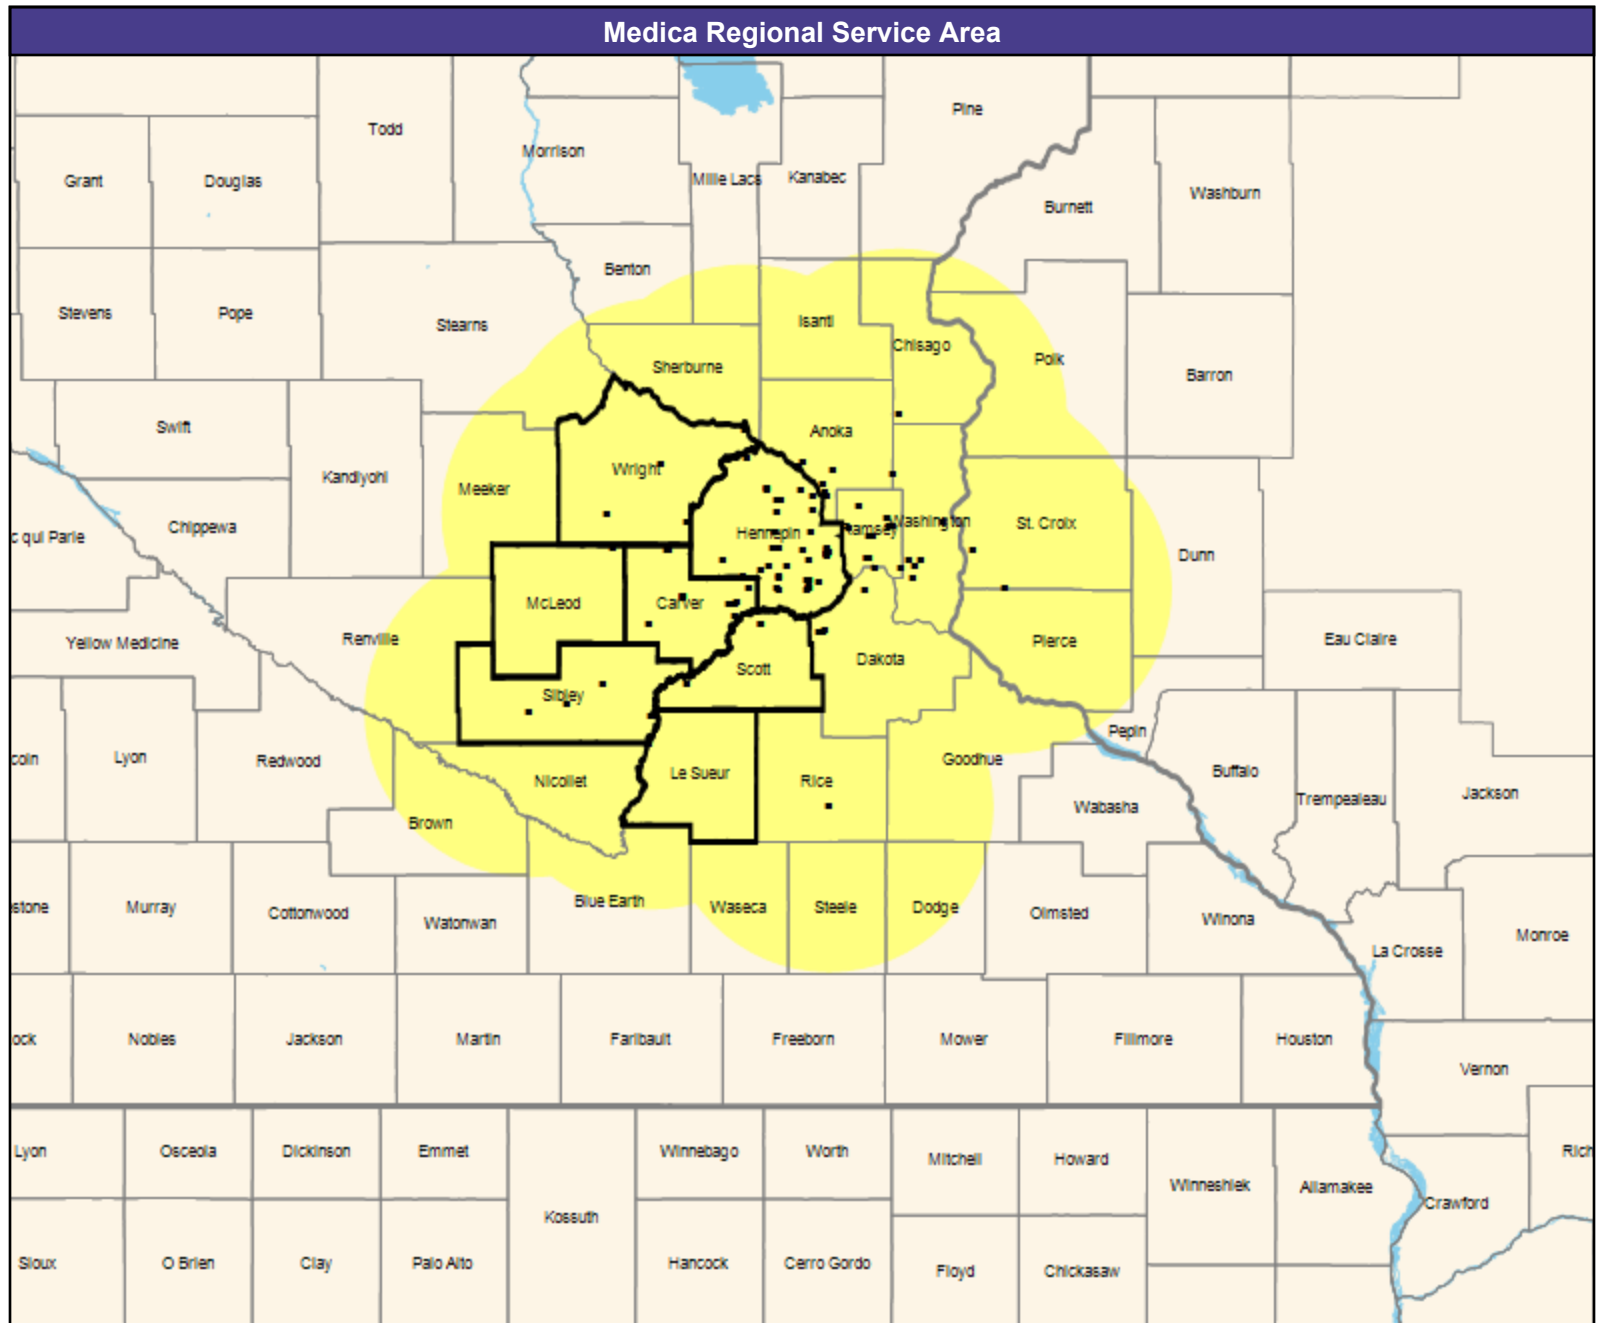 Medica Regional Service Area
Pine
Todd
Morrison
Mille Lacs
Kanabec
Grant
Douglas
Washburn
Burnett
Benton
Stevens
Pope
Stearns
Isanti
Chisago
Polk
Sherburne
Barron
Swift
Anoka
Wright
Kandiyohi
Meeker
Chippewa
Hennepin
Ramsey
Washington
St. Croix
c qui Parle
Dunn
McLeod
Carver
Yellow Medicine
Renville
Pierce
Eau Claire
Scott
Dakota
Sibley
Pepin
coln
Lyon
Redwood
Nicollet
Le Sueur
Rice
Goodhue
Buffalo
Trempealeau
Jackson
Wabasha
Brown
stone
Murray
Cottonwood
Watonwan
Blue Earth
Waseca
Steele
Dodge
Olmsted
Winona
La Crosse
Monroe
ock
Nobles
Jackson
Martin
Faribault
Freeborn
Mower
Fillmore
Houston
Vernon
Lyon
Osceola
Dickinson
Emmet
Winnebago
Worth
Mitchell
Howard
Rich
Winneshiek
Allamakee
Crawford
Kossuth
Sioux
O Brien
Clay
Palo Alto
Hancock
Cerro Gordo
Floyd
Chickasaw